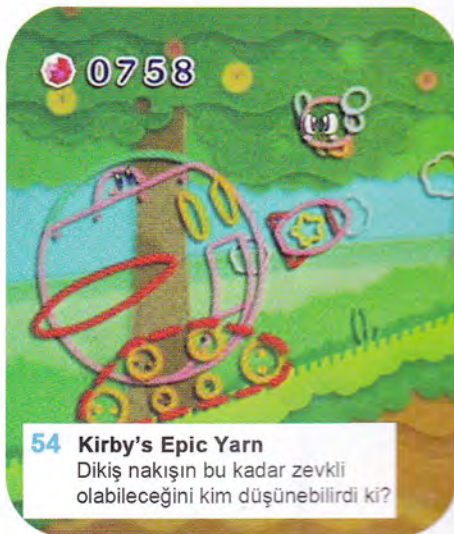 0758
54 Kirby's Epic Yarn
Dikiş nakışın bu kadar zevkli
olabileceğini kim düşünebilirdi ki?